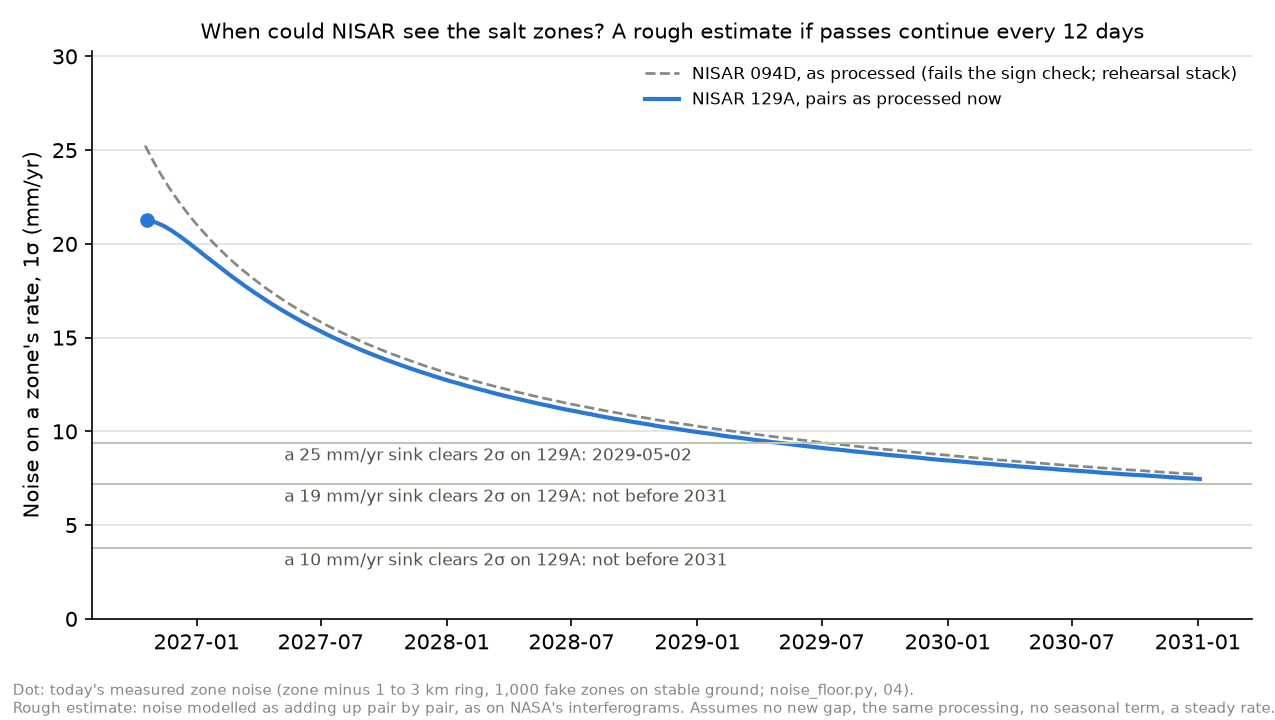 When could NISAR see the salt zones? A rough estimate if passes continue every 12 days
NISAR 094D, as processed (fails the sign check; rehearsal stack)
NISAR 129A, pairs as processed now
Noise on a zone's rate, 1σ (mm/yr)
30
25
20
15
10
5
0
a 25 mm/yr sink clears 2σ on 129A: 2029-05-02
a 19 mm/yr sink clears 2σ on 129A: not before 2031
a 10 mm/yr sink clears 2σ on 129A: not before 2031
2027-01
2027-07
2028-01
2028-07
2029-01
2029-07
2030-01
2030-07
2031-01
Dot: today's measured zone noise (zone minus 1 to 3 km ring, 1,000 fake zones on stable ground; noise_floor.py, 04).
Rough estimate: noise modelled as adding up pair by pair, as on NASA's interferograms. Assumes no new gap, the same processing, no seasonal term, a steady rate.